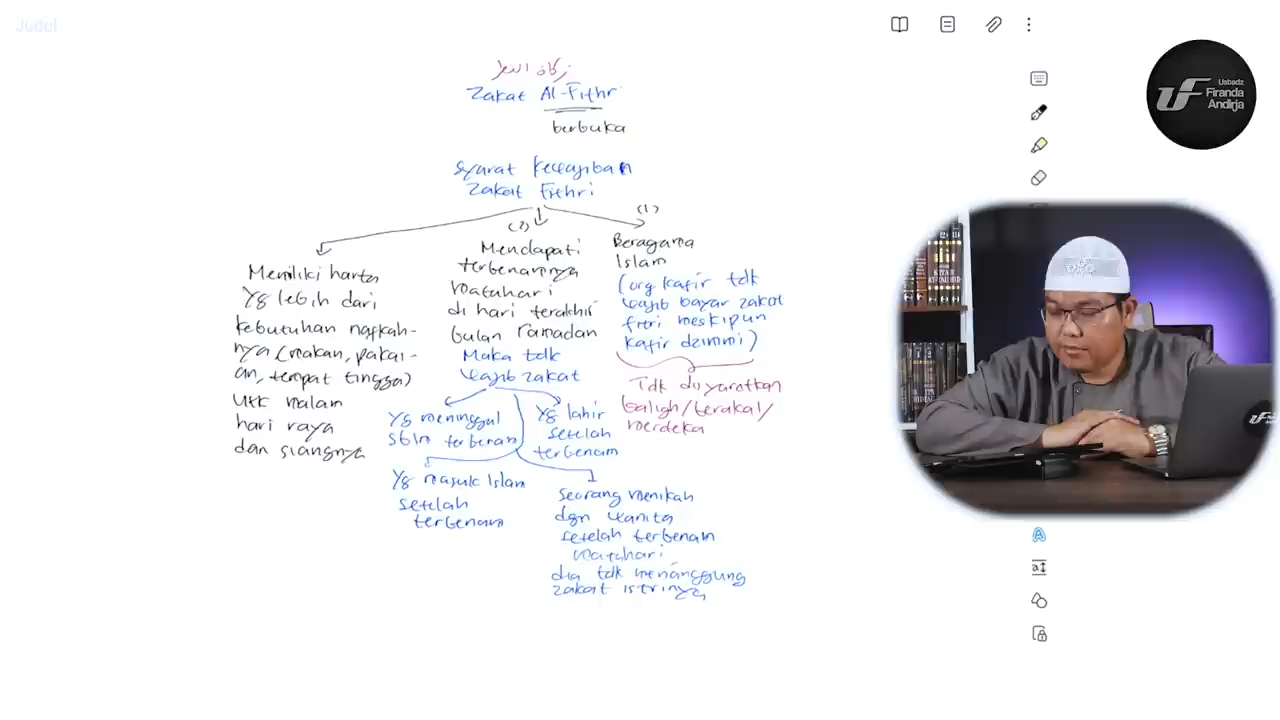 Judul
زكاة الفطر
Zakat Al-Fithr
berbuka
Syarat kewajiban
Zakat Fithri
(1)
Beragama
Islam
(org kafir tdk
wajib bayar zakat
fitri meskipun
kafir dzimmi)
Tdk disyaratkan
baligh/berakal/
merdeka
(2)
Mendapati
terbenamnya
matahari
di hari terakhir
bulan Ramadan
Maka tdk
wajib zakat
Yg meninggal
sblm terbenam
Yg lahir
setelah
terbenam
Yg masuk Islam
setelah
terbenam
seorang menikah
dgn wanita
setelah terbenam
matahari
dia tdk menanggung
zakat istrinya
Memiliki harta
Yg lebih dari
kebutuhan nafkah-
nya (makan, pakai-
an, tempat tinggal)
utk malam
hari raya
dan siangnya
Ustadz
Firanda
Andirja